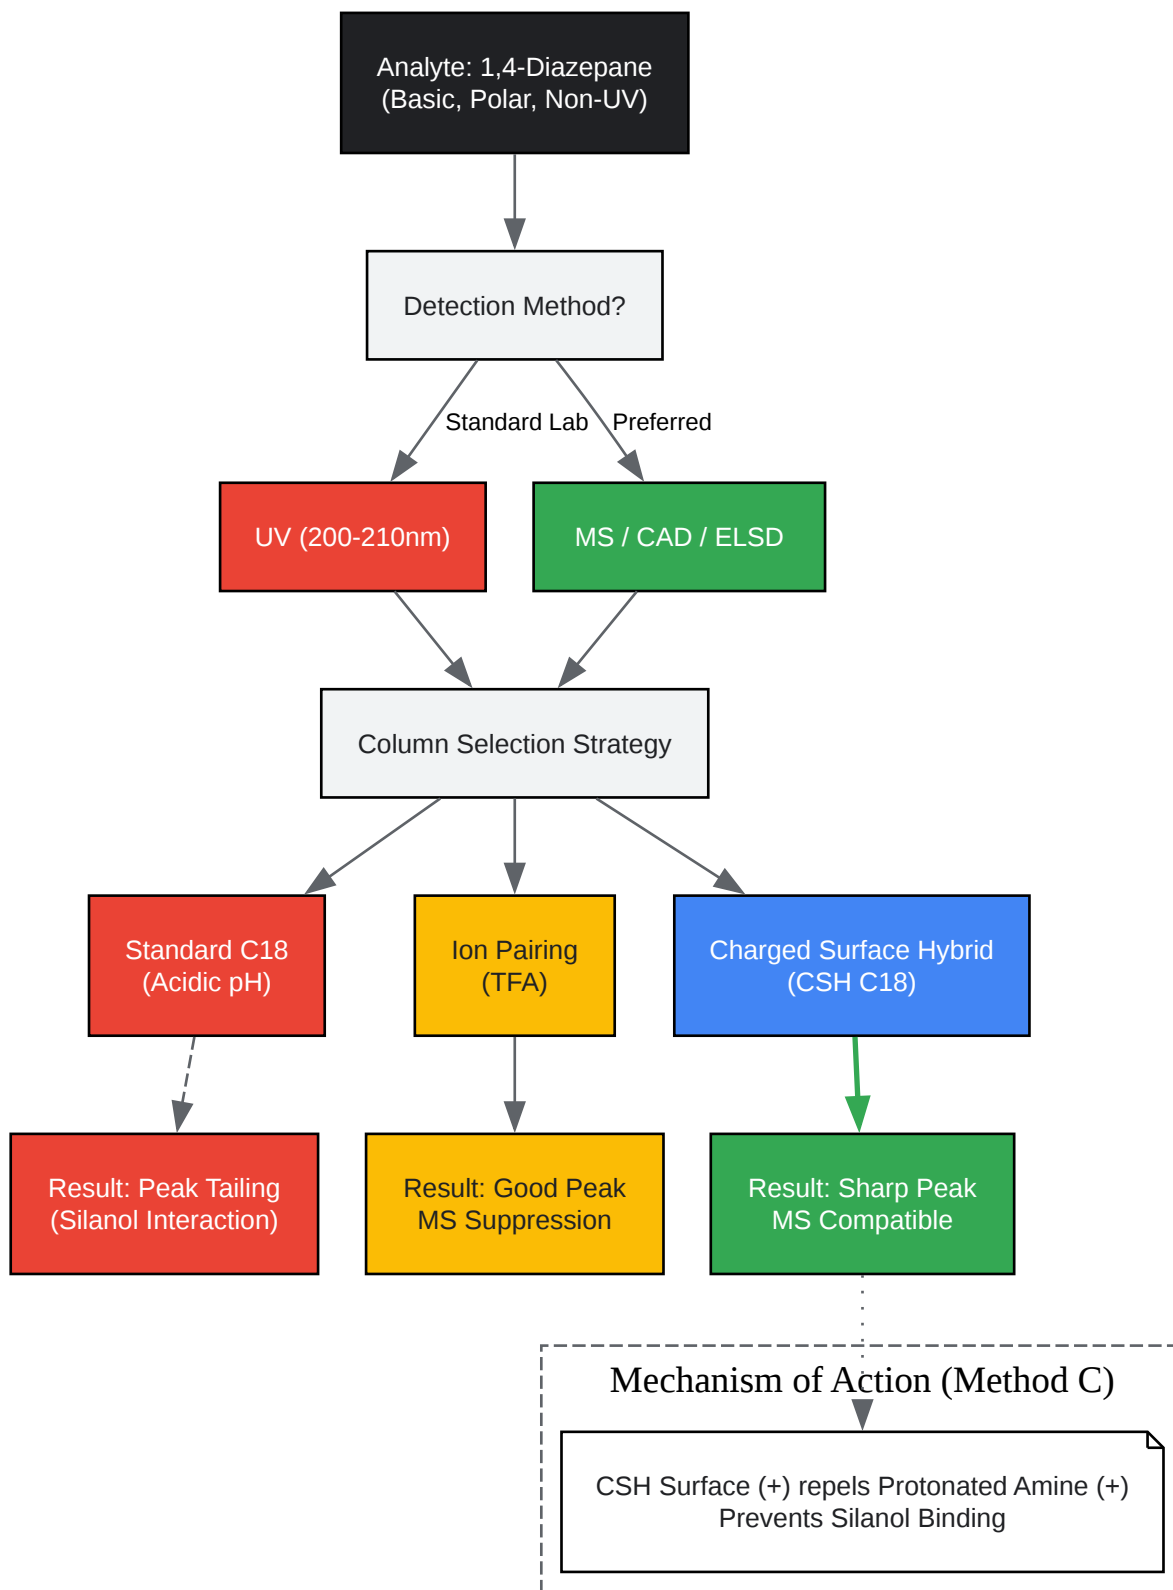 Analyte: 1,4-Diazepane
(Basic, Polar, Non-UV)
Detection Method?
Standard Lab
Preferred
UV (200-210nm)
MS / CAD / ELSD
Column Selection Strategy
Standard C18
(Acidic pH)
Ion Pairing
(TFA)
Charged Surface Hybrid
(CSH C18)
Result: Peak Tailing
(Silanol Interaction)
Result: Good Peak
MS Suppression
Result: Sharp Peak
MS Compatible
Mechanism of Action (Method C)
CSH Surface (+) repels Protonated Amine (+)
Prevents Silanol Binding